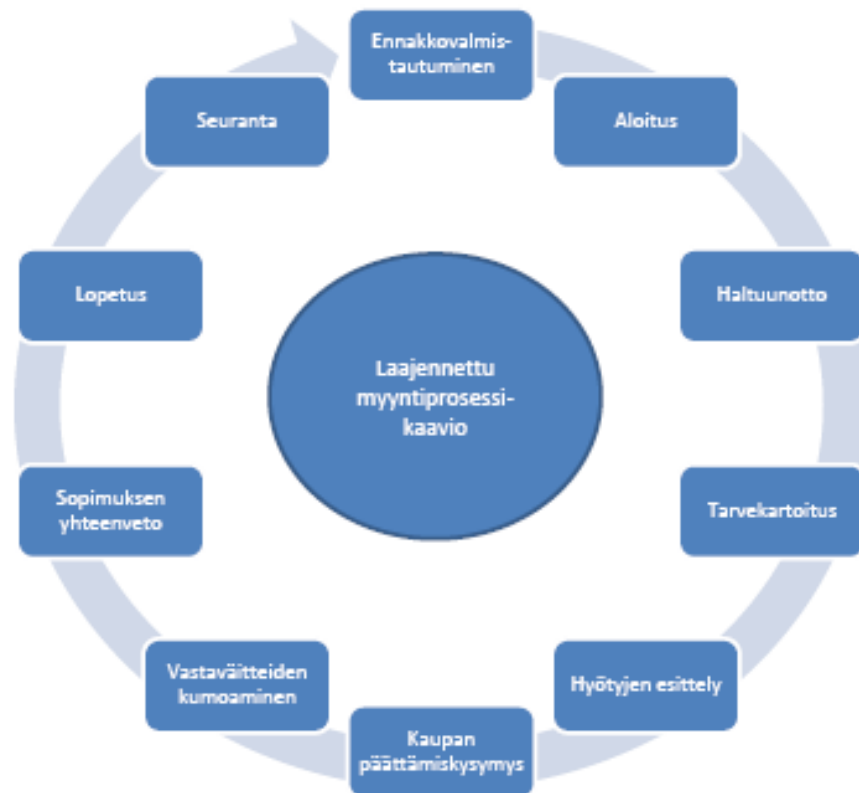 Ennakkovalmis-
tautuminen
Aloitus
Haltuunotto
Tarvekartoitus
Hyötyjen esittely
Kaupan
päättämiskysymys
Vastaväitteiden
kumoaminen
Sopimuksen
yhteenveto
Lopetus
Seuranta
Laajennettu
myyntiprosessi-
kaavio